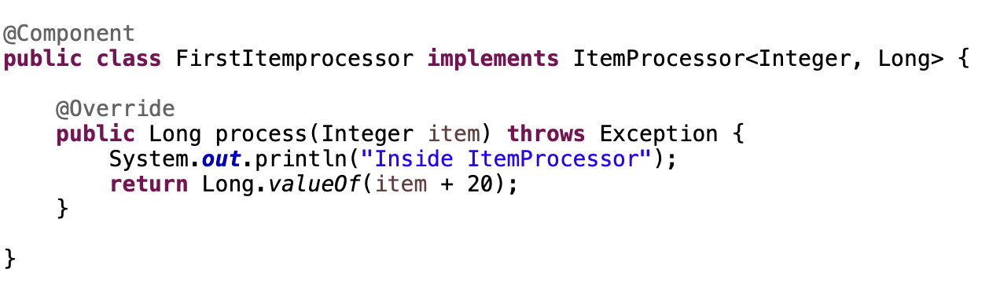 @Component
public class FirstItemprocessor implements ItemProcessor<Integer, Long> {
@Override
public Long process(Integer item) throws Exception {
System.out.println("Inside ItemProcessor");
return Long.valueOf(item + 20);
}
}